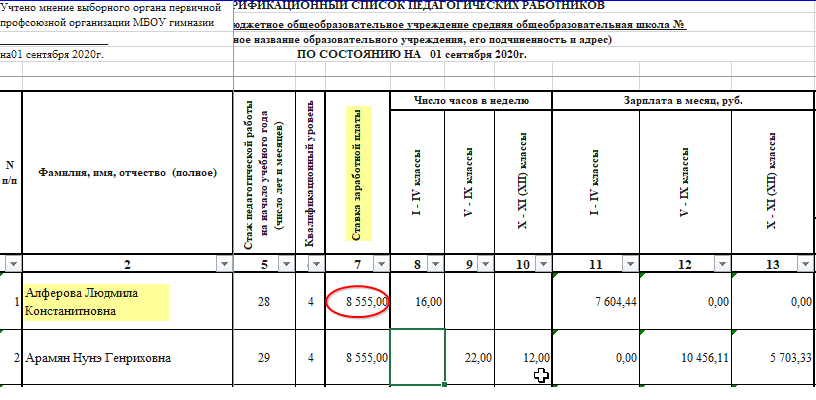 Учтено мнение выборного органа первичной
профсоюзной организации МБОУ гимназии
РИФИКАЦИОННЫЙ СПИСОК ПЕДАГОГИЧЕСКИХ РАБОТНИКОВ
юджетное общеобразовательное учреждение средняя общеобразовательная школа №
ное название образовательного учреждения, его подчиненность и адрес)
на01 сентября 2020г.
ПО СОСТОЯНИЮ НА 01 сентября 2020г.
N п/п
Фамилия, имя, отчество (полное)
Стаж педагогической работы
на начало учебного года
(число лет и месяцев)
Квалификационный уровень
Ставка заработной платы
Число часов в неделю
I - IV классы
V - IX классы
X - XI (XII) классы
Зарплата в месяц, руб.
I - IV классы
V - IX классы
X - XI (XII) классы
2 5 7 8 9 10 11 12 13
1 Алферова Людмила
Констанитновна 28 4 8 555,00 16,00 7 604,44 0,00 0,00
2 Арамян Нунэ Генриховна 29 4 8 555,00 22,00 12,00 0,00 10 456,11 5 703,33